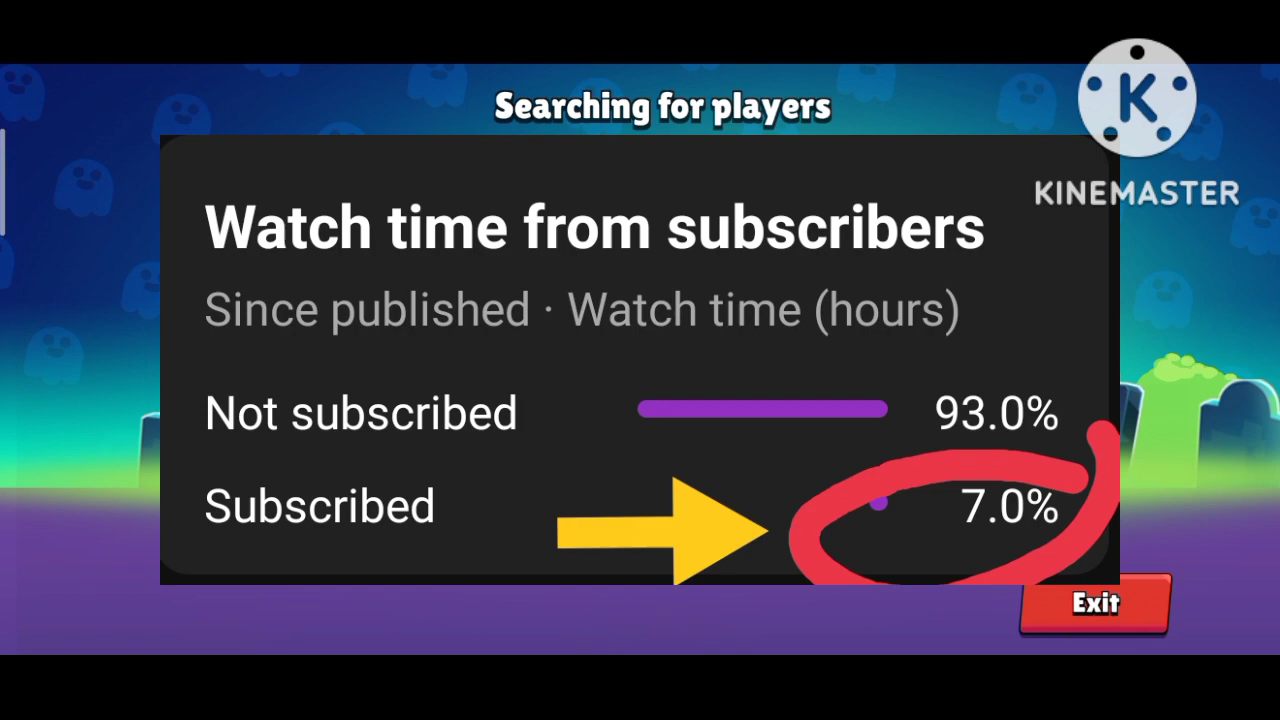 Searching for players
K
KINEMASTER
Watch time from subscribers
Since published · Watch time (hours)
Not subscribed 93.0%
Subscribed 7.0%
Exit